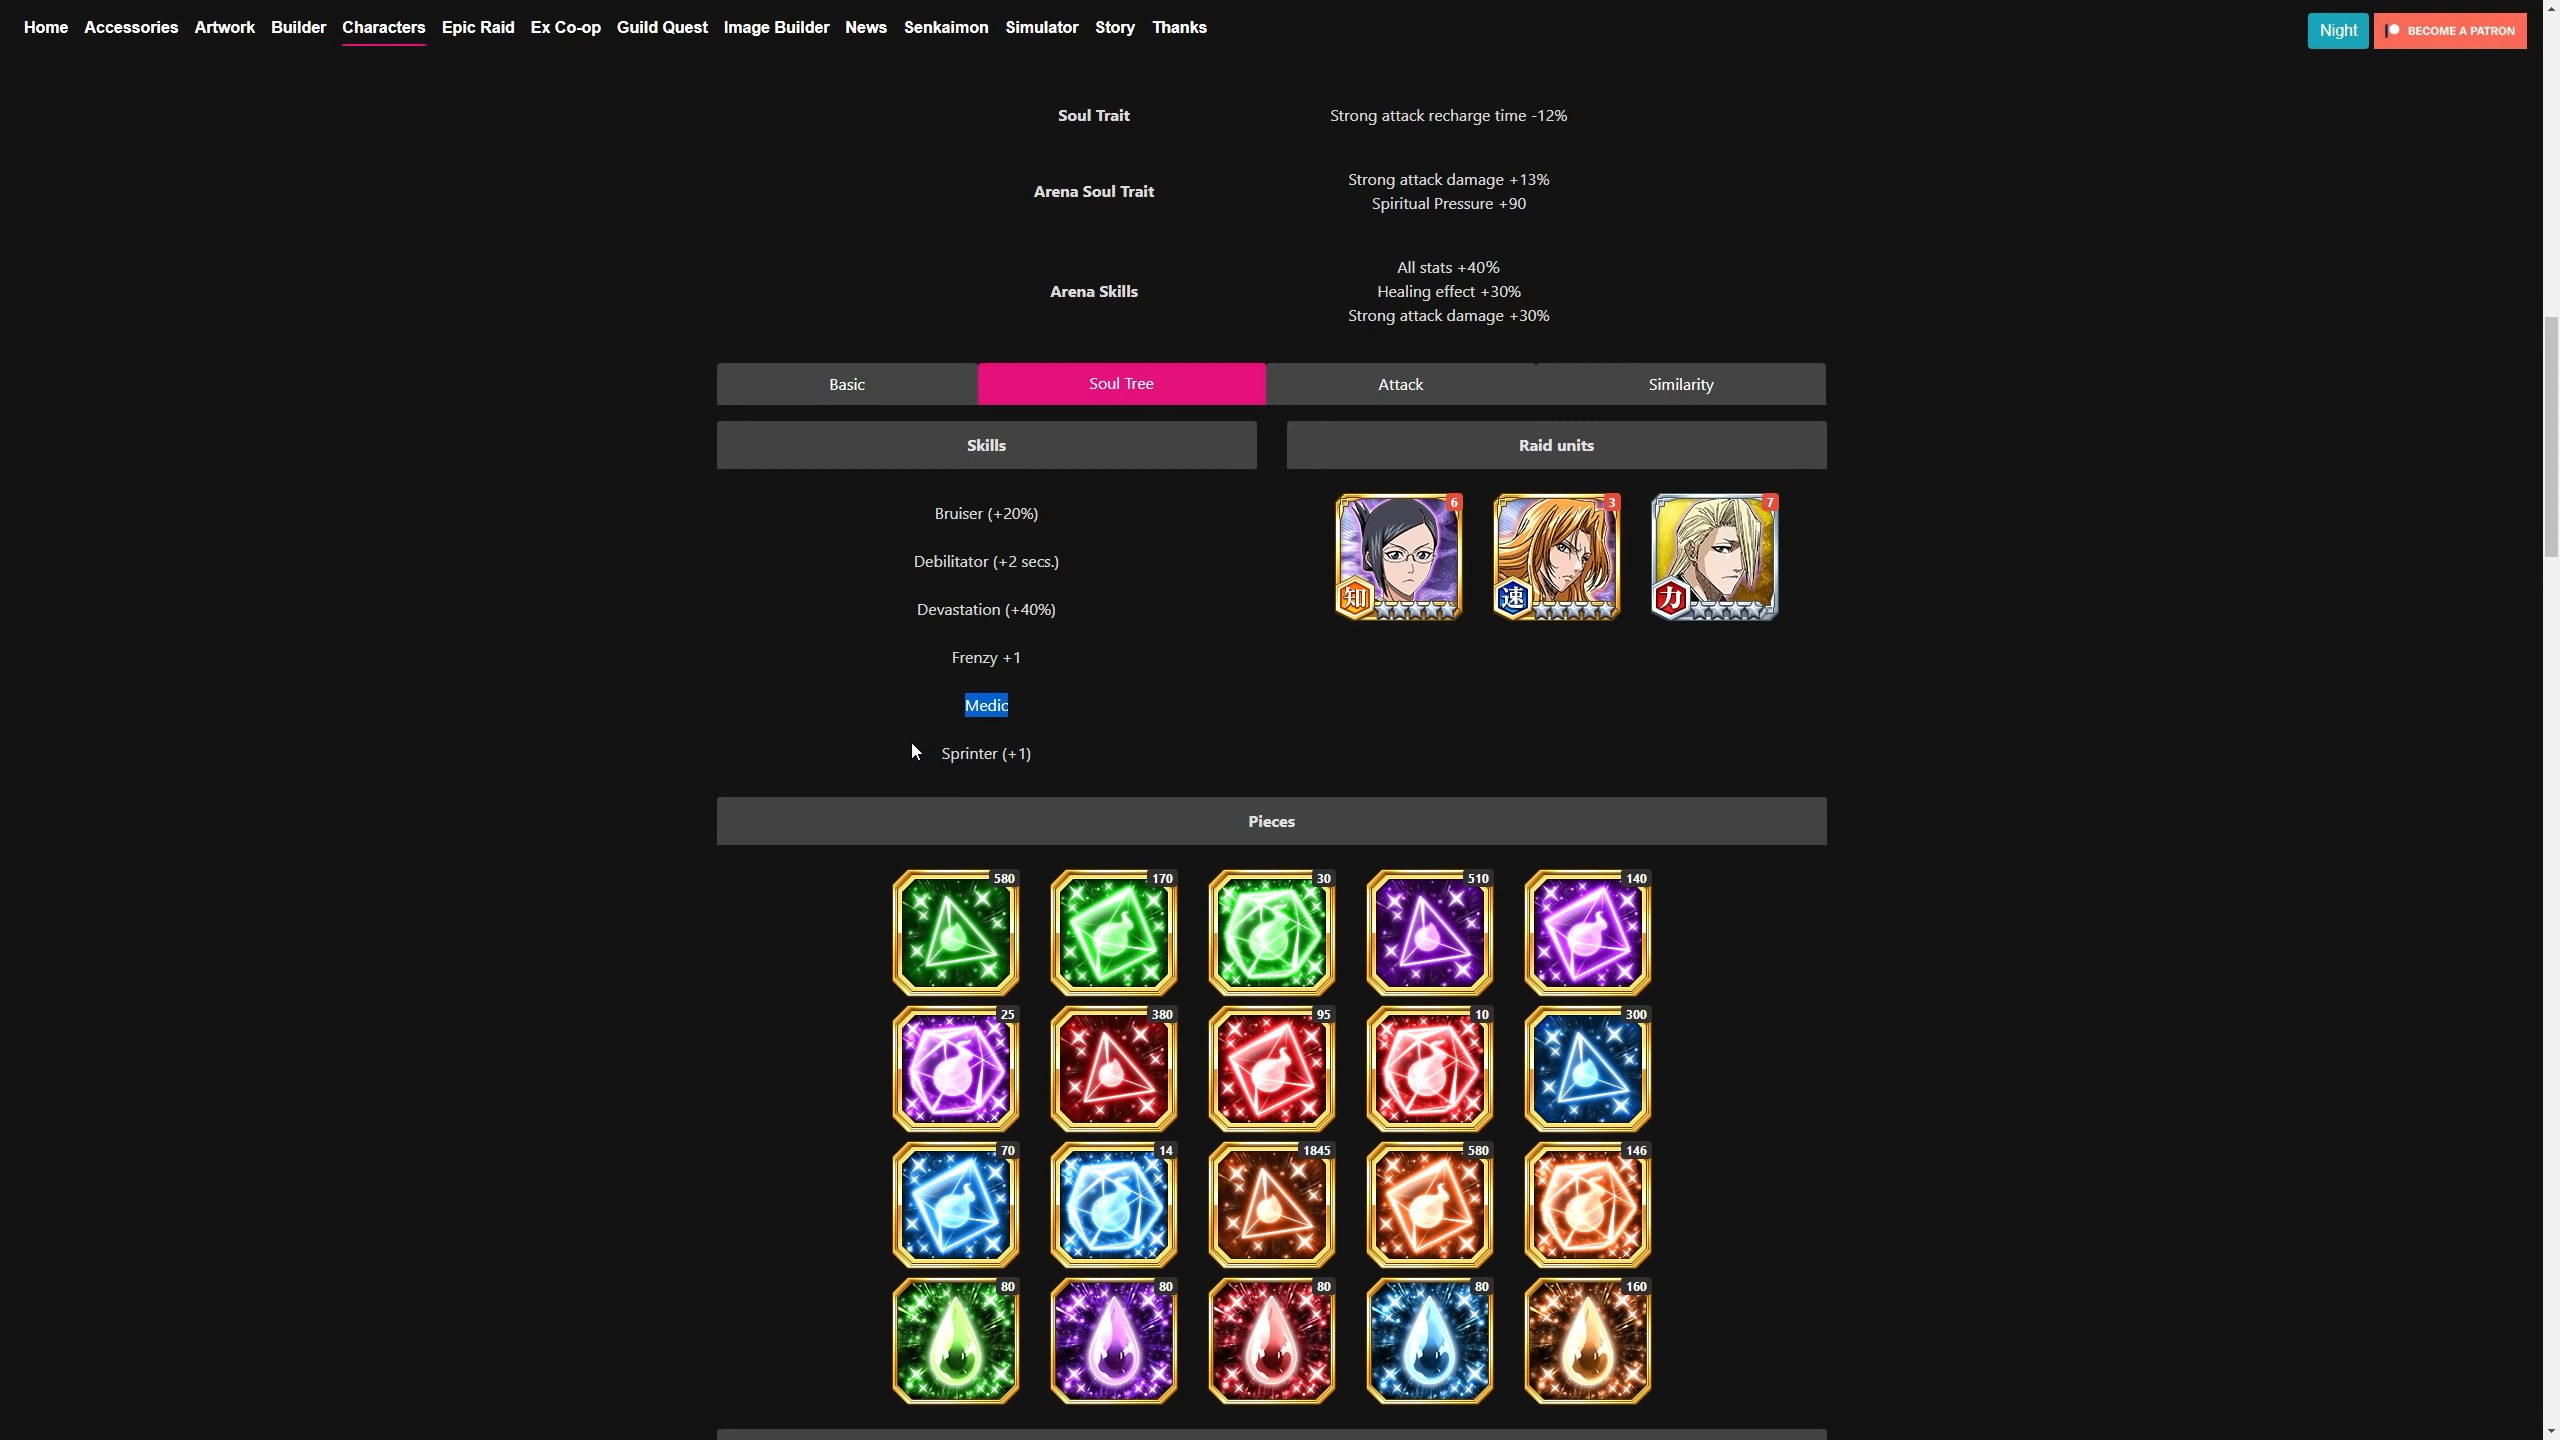 Home Accessories Artwork Builder Characters Epic Raid Ex Co-op Guild Quest Image Builder News Senkaimon Simulator Story Thanks Night BECOME A PATRON
Soul Trait Strong attack recharge time -12%
Arena Soul Trait
Strong attack damage +13%
Spiritual Pressure +90
Arena Skills
All stats +40%
Healing effect +30%
Strong attack damage +30%
Basic Soul Tree Attack Similarity
Skills
Bruiser (+20%)
Debilitator (+2 secs.)
Devastation (+40%)
Frenzy +1
Medic
Sprinter (+1)
Raid units
6 3 7
知 速 力
Pieces
580 170 30 510 140
25 380 95 10 300
70 14 1845 580 146
80 80 80 80 160